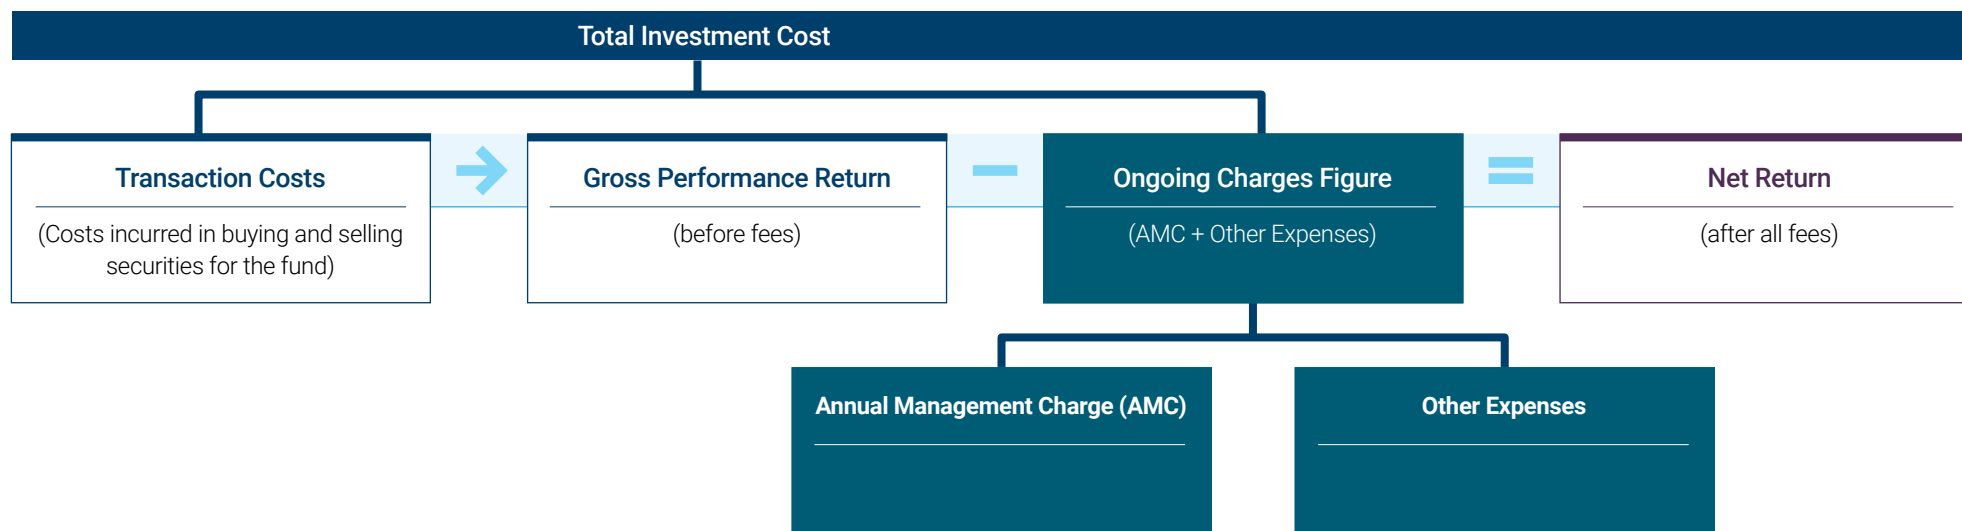 Total Investment Cost
Transaction Costs
(Costs incurred in buying and selling
securities for the fund)
Gross Performance Return
(before fees)
Ongoing Charges Figure
(AMC + Other Expenses)
Net Return
(after all fees)
Annual Management Charge (AMC)
Other Expenses